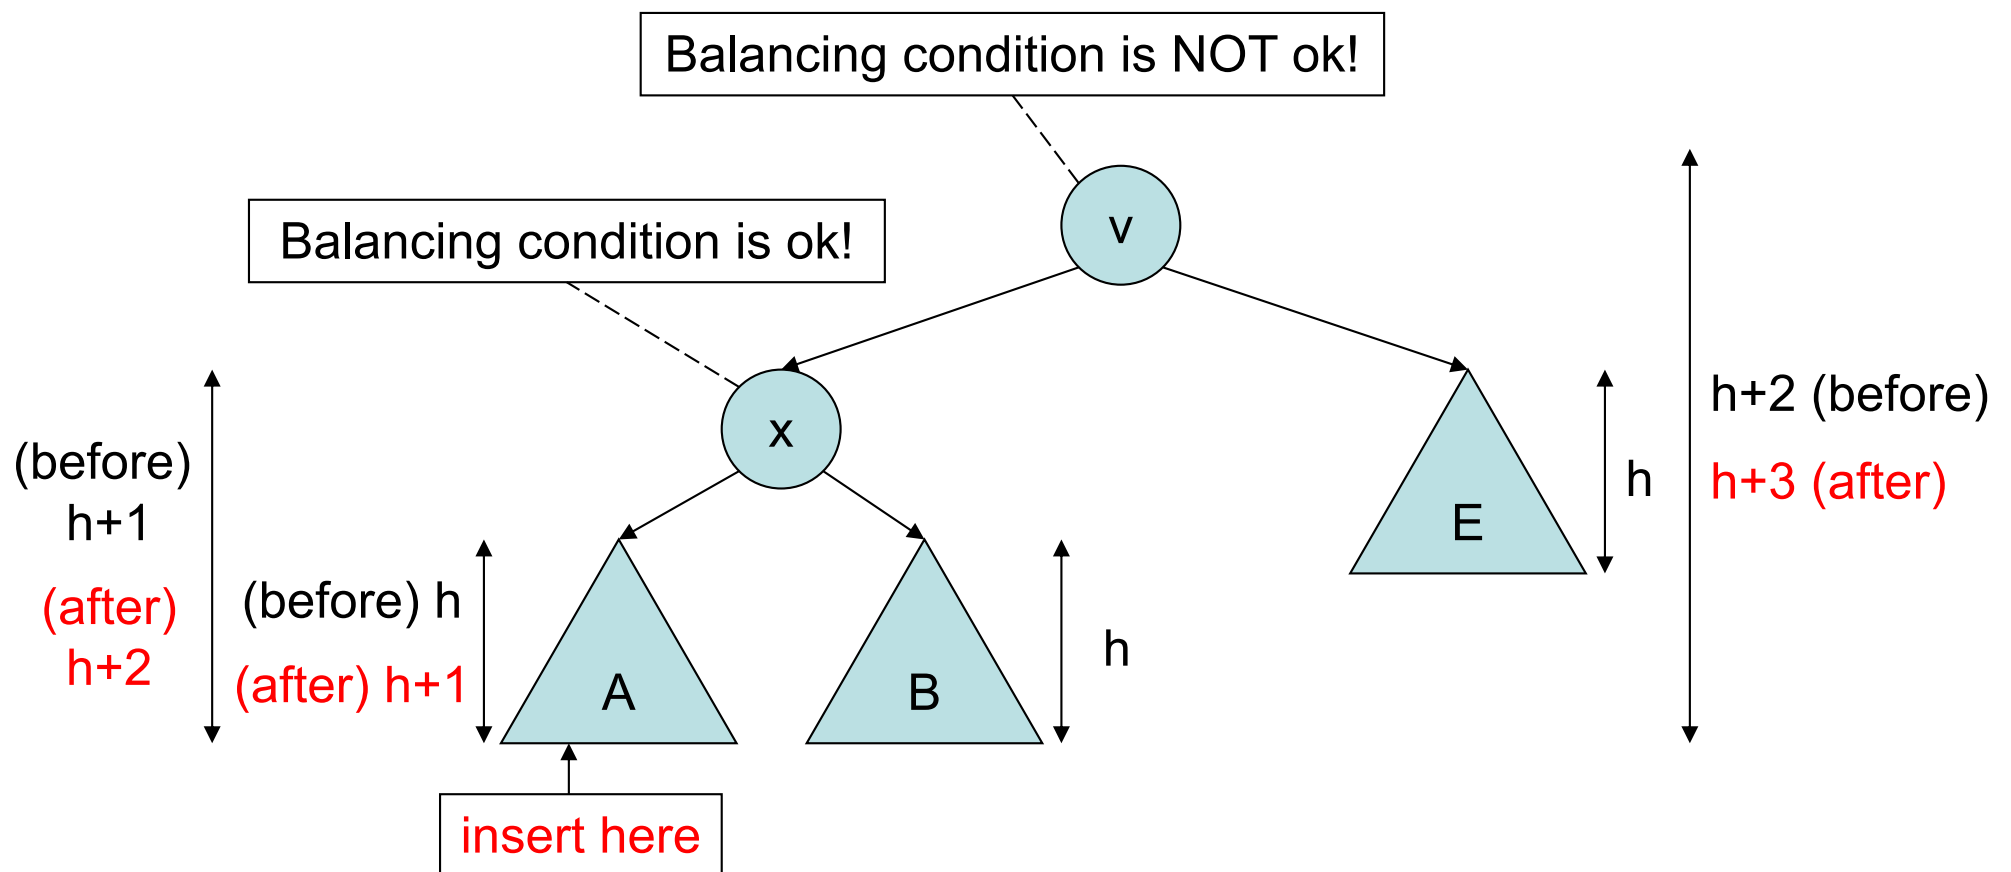 Balancing condition is NOT ok!
Balancing condition is ok!
v
x
(before)
h+1
(after)
h+2
(before) h
(after) h+1
A
B
h
E
h
h+2 (before)
h+3 (after)
insert here